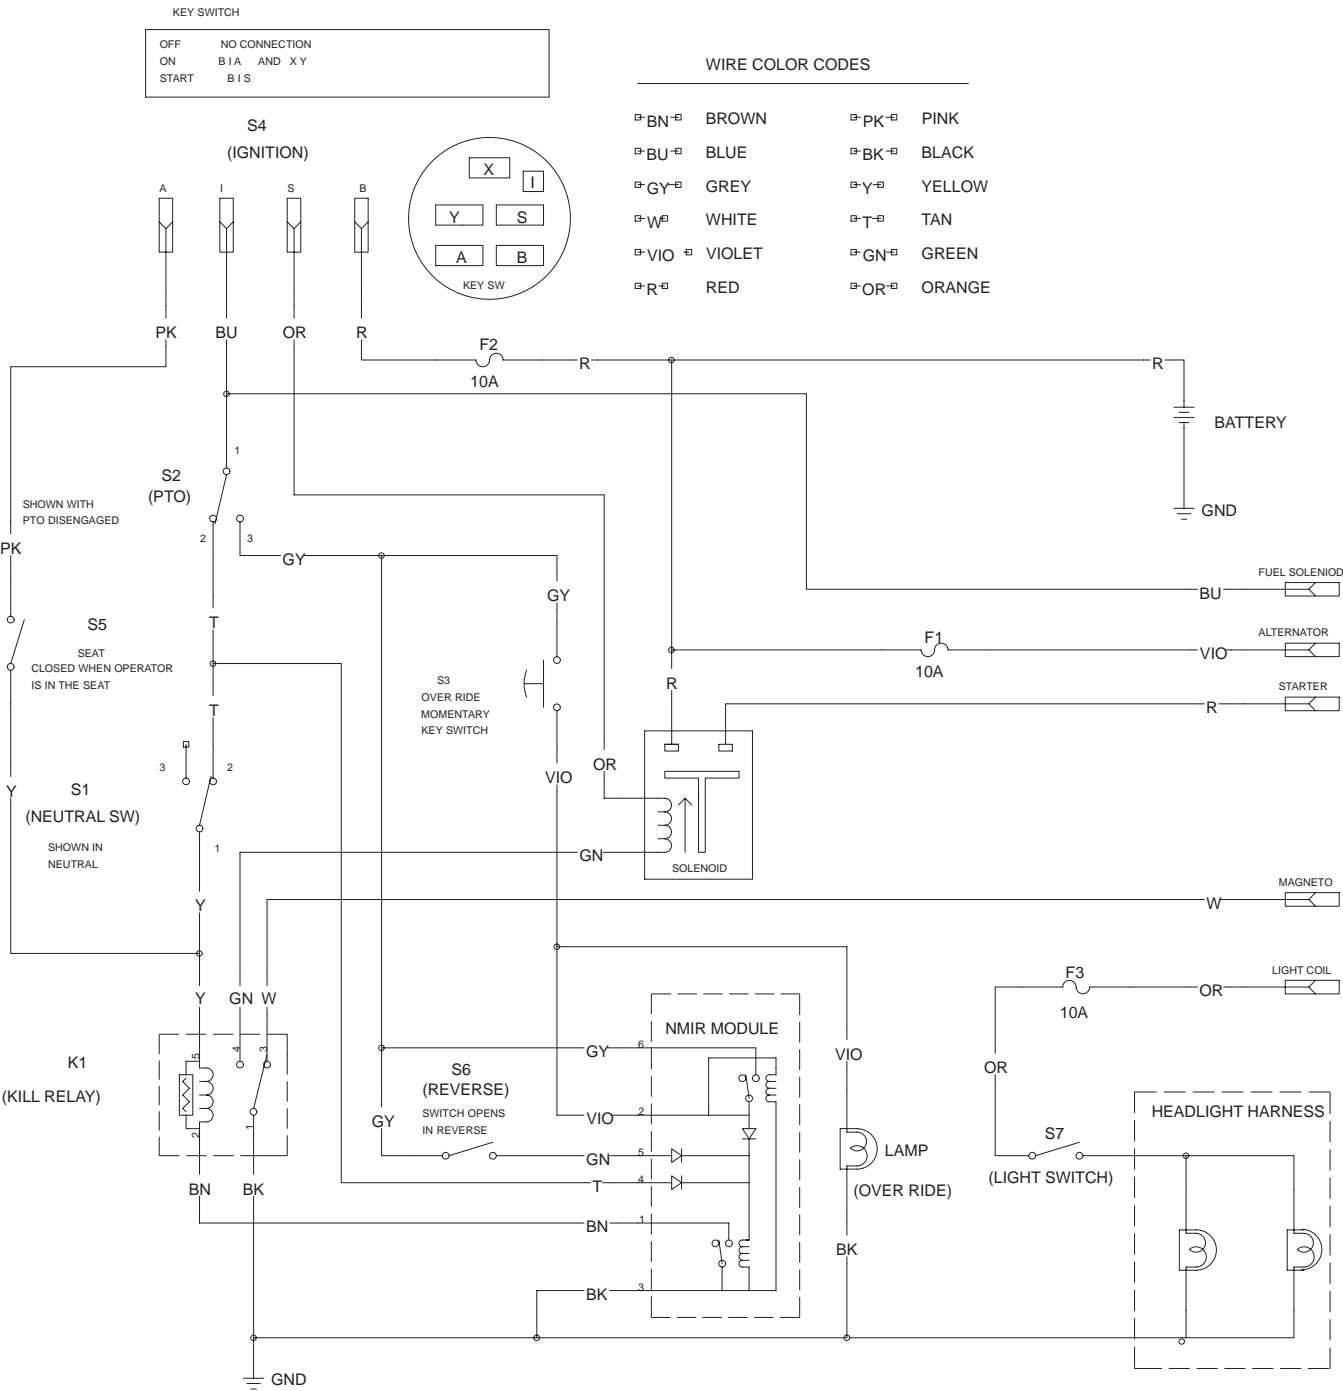 KEY SWITCH
OFF NO CONNECTION
ON B I A AND X Y
START B I S
WIRE COLOR CODES
BN BROWN
PK PINK
BU BLUE
BK BLACK
GY GREY
Y YELLOW
W WHITE
T TAN
VIO VIOLET
GN GREEN
R RED
OR ORANGE
S4
(IGNITION)
A I S B
X
I
Y S
A B
KEY SW
PK BU OR R
F2
10A
R
R
BATTERY
GND
1
S2
(PTO)
SHOWN WITH
PTO DISENGAGED
2 3
PK
GY
GY
FUEL SOLENIOD
BU
T
S5
SEAT
CLOSED WHEN OPERATOR
IS IN THE SEAT
F1
10A
ALTERNATOR
VIO
S3
OVER RIDE
MOMENTARY
KEY SWITCH
R
STARTER
R
T
3 2
VIO
OR
Y
S1
(NEUTRAL SW)
SHOWN IN
NEUTRAL
1
GN
SOLENOID
MAGNETO
W
Y
Y GN W
F3
10A
LIGHT COIL
OR
NMIR MODULE
K1
(KILL RELAY)
5 4 3
2 1
GY 6
S6
(REVERSE)
SWITCH OPENS
IN REVERSE
GY
VIO 2
GN 5
T 4
BN 1
BK 3
BN BK
VIO
LAMP
(OVER RIDE)
BK
OR
S7
(LIGHT SWITCH)
HEADLIGHT HARNESS
GND